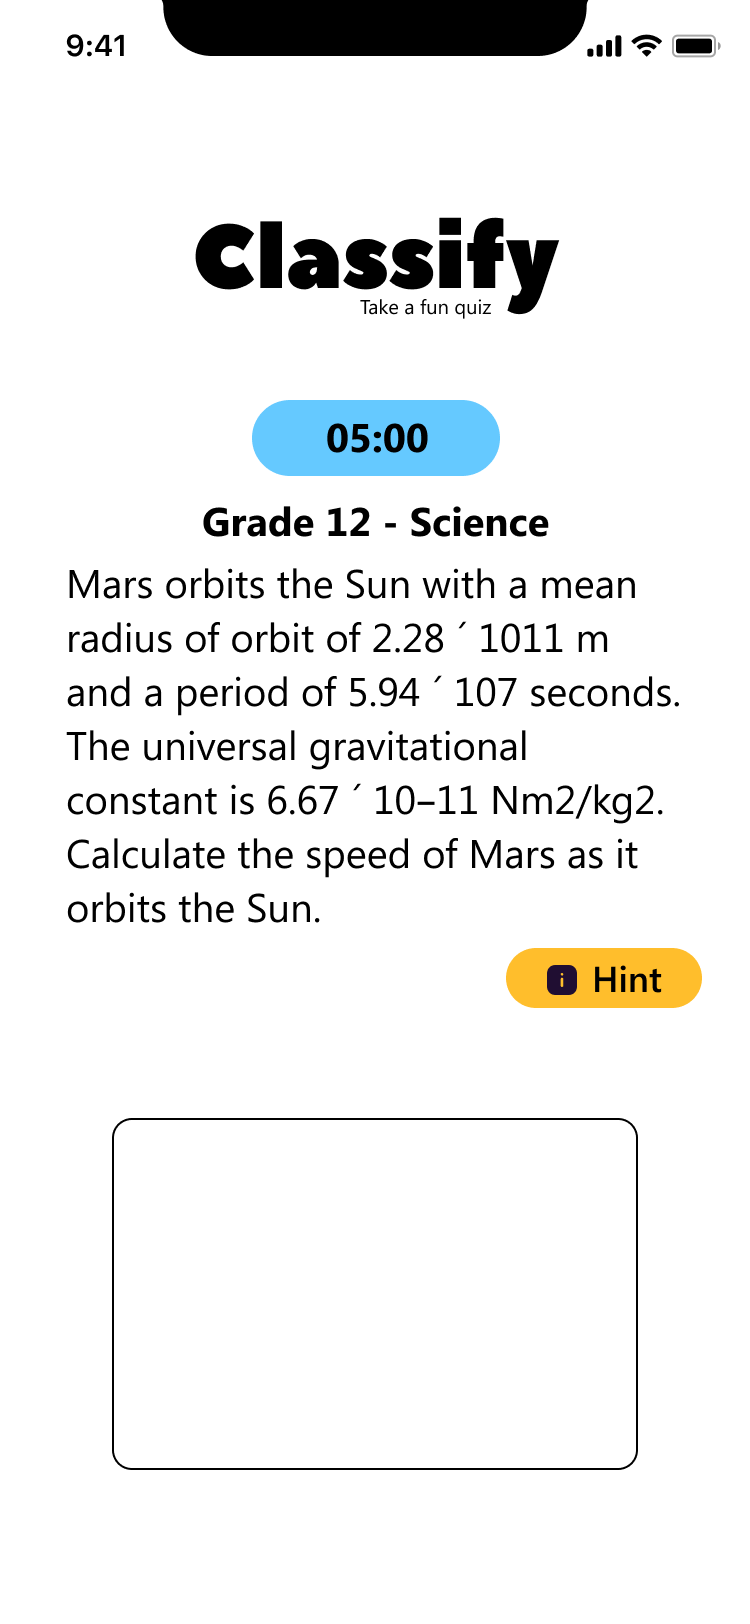 9:41
Classify
Take a fun quiz
05:00
Grade 12 - Science
Mars orbits the Sun with a mean
radius of orbit of 2.28 ´ 1011 m
and a period of 5.94 ´ 107 seconds.
The universal gravitational
constant is 6.67 ´ 10–11 Nm2/kg2.
Calculate the speed of Mars as it
orbits the Sun.
i Hint